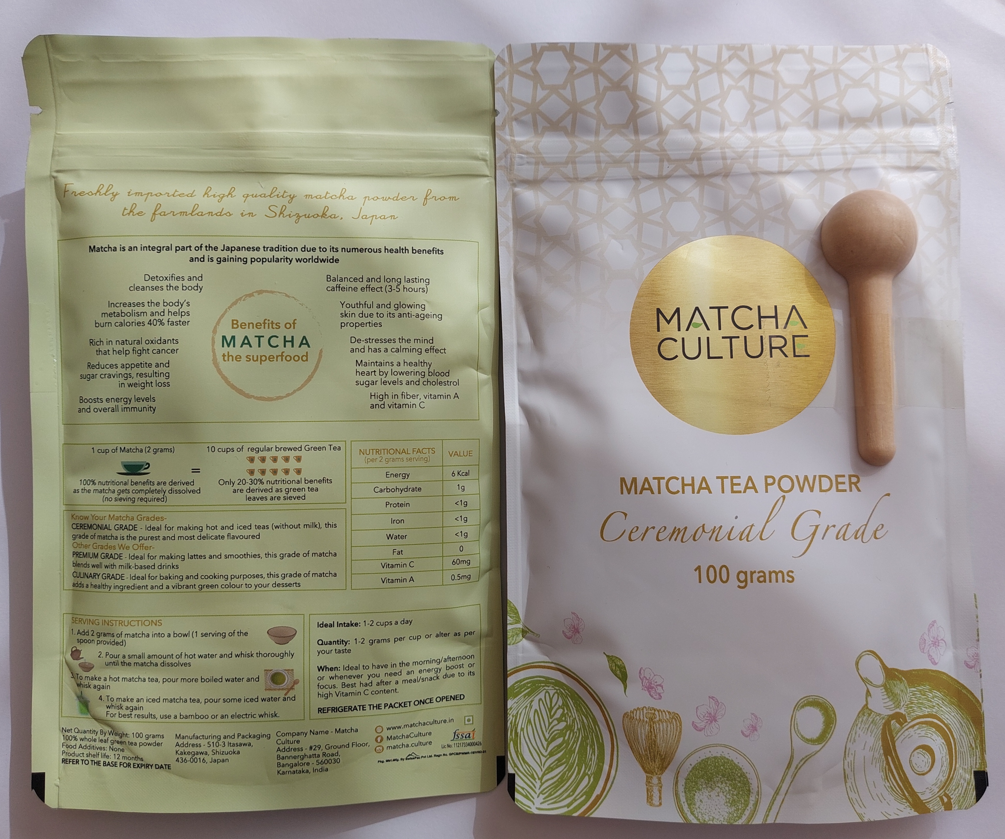 Freshly imported high quality matcha powder from
the farmlands in Shizuoka, Japan
Matcha is an integral part of the Japanese tradition due to its numerous health benefits
and is gaining popularity worldwide
Detoxifies and
cleanses the body
Increases the body's
metabolism and helps
burn calories 40% faster
Rich in natural oxidants
that help fight cancer
Reduces appetite and
sugar cravings, resulting
in weight loss
Boosts energy levels
and overall immunity
Benefits of
MATCHA
the superfood
Balanced and long lasting
caffeine effect (3-5 hours)
Youthful and glowing
skin due to its anti-ageing
properties
De-stresses the mind
and has a calming effect
Maintains a healthy
heart by lowering blood
sugar levels and cholestrol
High in fiber, vitamin A
and vitamin C
1 cup of Matcha (2 grams)
=
10 cups of regular brewed Green Tea
100% nutritional benefits are derived
as the matcha gets completely dissolved
(no sieving required)
Only 20-30% nutritional benefits
are derived as green tea
leaves are sieved
NUTRITIONAL FACTS
(per 2 grams serving)
VALUE
Energy 6 Kcal
Carbohydrate 1g
Protein <1g
Iron <1g
Water <1g
Fat 0
Vitamin C 60mg
Vitamin A 0.5mg
Know Your Matcha Grades-
CEREMONIAL GRADE - Ideal for making hot and iced teas (without milk), this
grade of matcha is the purest and most delicate flavoured
Other Grades We Offer-
PREMIUM GRADE - Ideal for making lattes and smoothies, this grade of matcha
blends well with milk-based drinks
CULINARY GRADE - Ideal for baking and cooking purposes, this grade of matcha
adds a healthy ingredient and a vibrant green colour to your desserts
SERVING INSTRUCTIONS
1. Add 2 grams of matcha into a bowl (1 serving of the
spoon provided)
2. Pour a small amount of hot water and whisk thoroughly
until the matcha dissolves
To make a hot matcha tea, pour more boiled water and
whisk again
4. To make an iced matcha tea, pour some iced water and
whisk again
For best results, use a bamboo or an electric whisk.
Ideal Intake: 1-2 cups a day
Quantity: 1-2 grams per cup or alter as per
your taste
When: Ideal to have in the morning/afternoon
or whenever you need an energy boost or
focus. Best had after a meal/snack due to its
high Vitamin C content.
REFRIGERATE THE PACKET ONCE OPENED
Net Quantity By Weight: 100 grams
100% whole leaf green tea powder
Food Additives: None
Product shelf life: 12 months
REFER TO THE BASE FOR EXPIRY DATE
Manufacturing and Packaging
Address - 510-3 Itasawa,
Kakegawa, Shizuoka
436-0016, Japan
Company Name - Matcha
Culture
Address - #29, Ground Floor,
Bannerghatta Road,
Bangalore - 560030
Karnataka, India
www.matchaculture.in
MatchaCulture
matcha.culture
fssai
MATCHA
CULTURE
MATCHA TEA POWDER
Ceremonial Grade
100 grams